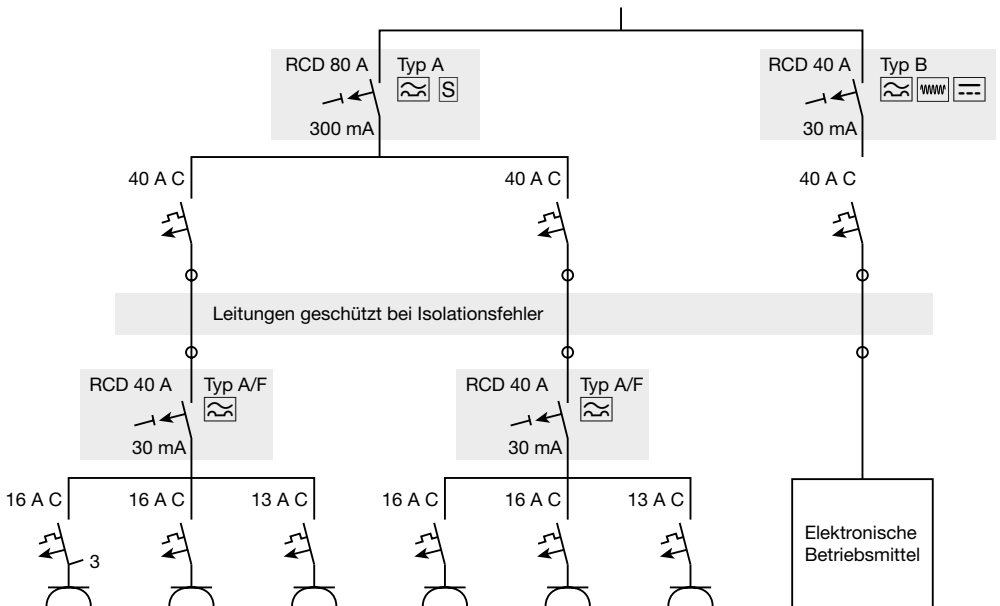 RCD 80 A Typ A
S
300 mA
RCD 40 A Typ B
30 mA
40 A C
40 A C
40 A C
Leitungen geschützt bei Isolationsfehler
RCD 40 A Typ A/F
30 mA
RCD 40 A Typ A/F
30 mA
16 A C
16 A C
13 A C
16 A C
16 A C
13 A C
3
Elektronische
Betriebsmittel